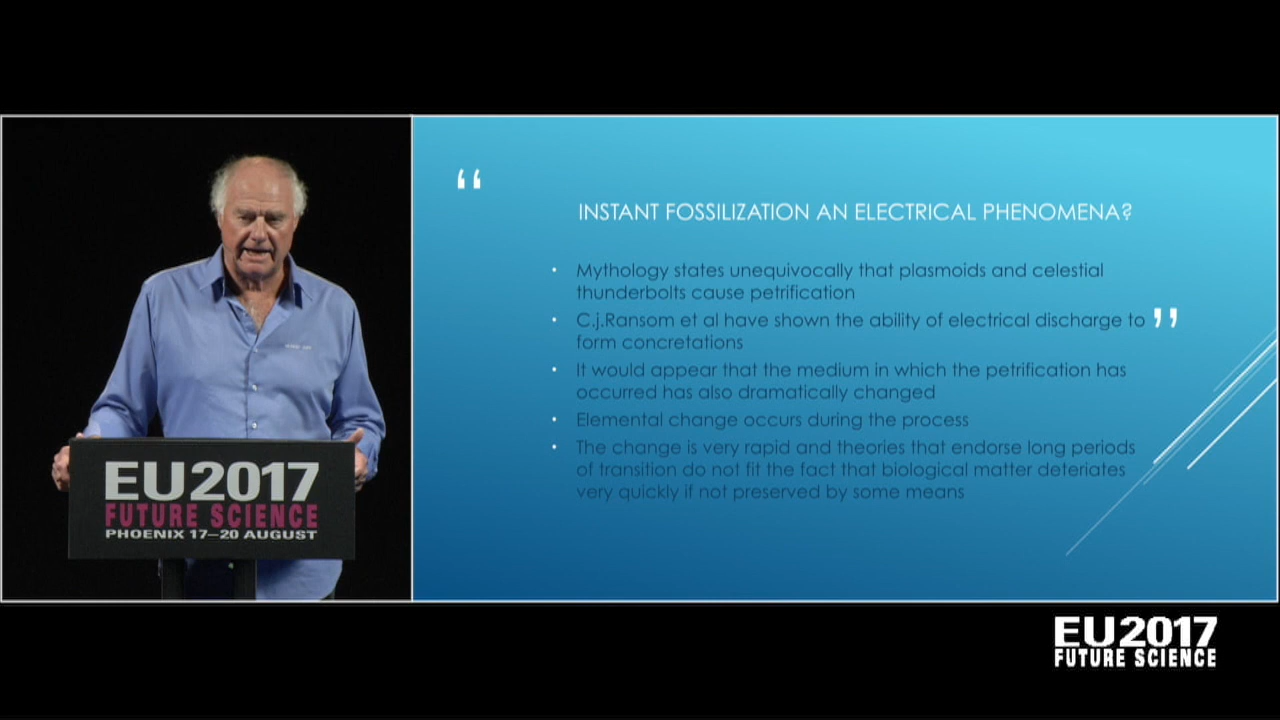 “
INSTANT FOSSILIZATION AN ELECTRICAL PHENOMENA?
• Mythology states unequivocally that plasmoids and celestial
thunderbolts cause petrification
• C.j.Ransom et al have shown the ability of electrical discharge to
form concretations
”
• It would appear that the medium in which the petrification has
occurred has also dramatically changed
• Elemental change occurs during the process
• The change is very rapid and theories that endorse long periods
of transition do not fit the fact that biological matter deteriates
very quickly if not preserved by some means
EU2017
FUTURE SCIENCE
PHOENIX 17–20 AUGUST
EU2017
FUTURE SCIENCE